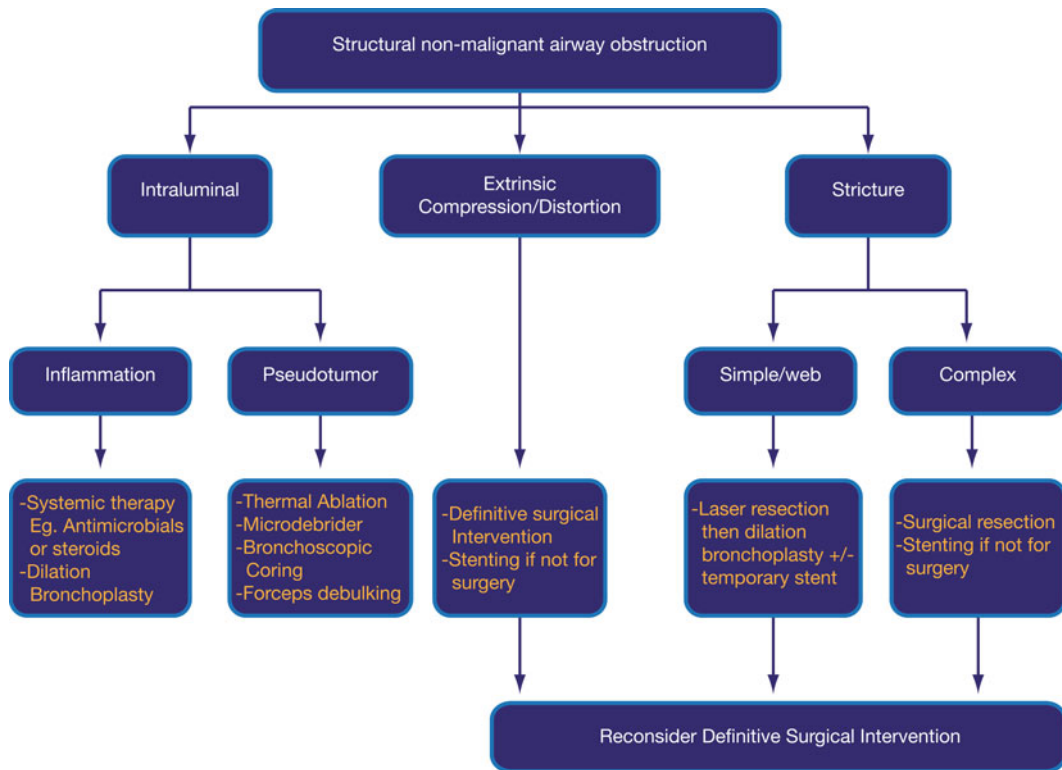 Structural non-malignant airway obstruction
Intraluminal
Extrinsic
Compression/Distortion
Stricture
Inflammation
Pseudotumor
Simple/web
Complex
-Systemic therapy
Eg. Antimicrobials
or steroids
-Dilation
Bronchoplasty
-Thermal Ablation
-Microdebrider
-Bronchoscopic
Coring
-Forceps debulking
-Definitive surgical
Intervention
-Stenting if not for
surgery
-Laser resection
then dilation
bronchoplasty +/-
temporary stent
-Surgical resection
-Stenting if not for
surgery
Reconsider Definitive Surgical Intervention